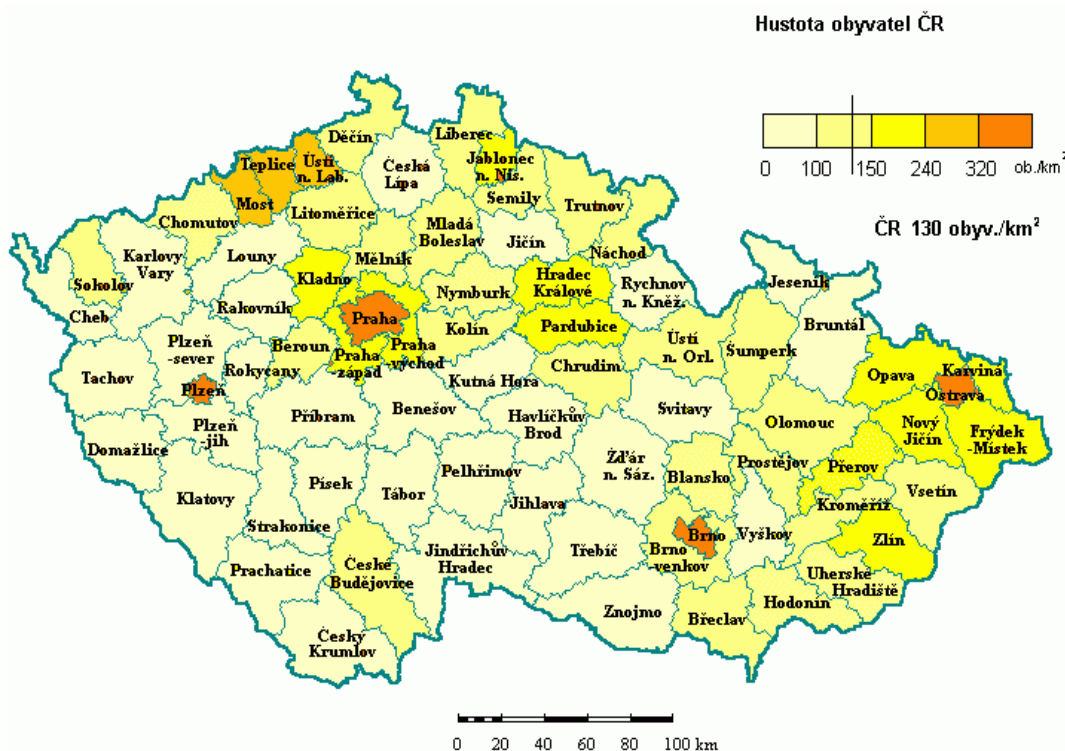 Hustota obyvatel ČR
0 100 150 240 320 ob./km²
ČR 130 obyv./km²
Děčín
Liberec
Teplice
Ústí
n. Lab.
Česká
Lípa
Jablonec
n. Nis.
Most
Semily
Chomutov
Litoměřice
Trutnov
Mladá
Boleslav
Jičín
Karlovy
Vary
Louny
Mělník
Náchod
Sokolov
Kladno
Hradec
Králové
Jeseník
Cheb
Rakovník
Nymburk
Rychnov
n. Kněž.
Praha
Bruntál
Plzeň
-sever
Kolín
Pardubice
Beroun
Praha
-východ
Ústí
n. Orl.
Šumperk
Praha
-západ
Tachov
Rokycany
Chrudim
Opava
Karviná
Plzeň
Kutná Hora
Ostrava
Příbram
Benešov
Havlíčkův
Brod
Svitavy
Olomouc
Nový
Jičín
Frýdek
-Místek
Plzeň
-jih
Domažlice
Žďár
n. Sáz.
Prostějov
Přerov
Pelhřimov
Blansko
Klatovy
Písek
Tábor
Jihlava
Vsetín
Kroměříž
Strakonice
Brno
Vyškov
Zlín
Jindřichův
Hradec
Třebíč
Brno
-venkov
Prachatice
České
Budějovice
Uherské
Hradiště
Hodonín
Znojmo
Břeclav
Český
Krumlov
0 20 40 60 80 100 km